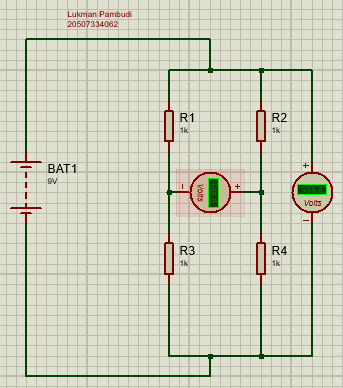 Lukman Pambudi
20507334062
R1
1k
R2
1k
BAT1
9V
Volts
+
Volts
R3
1k
R4
1k